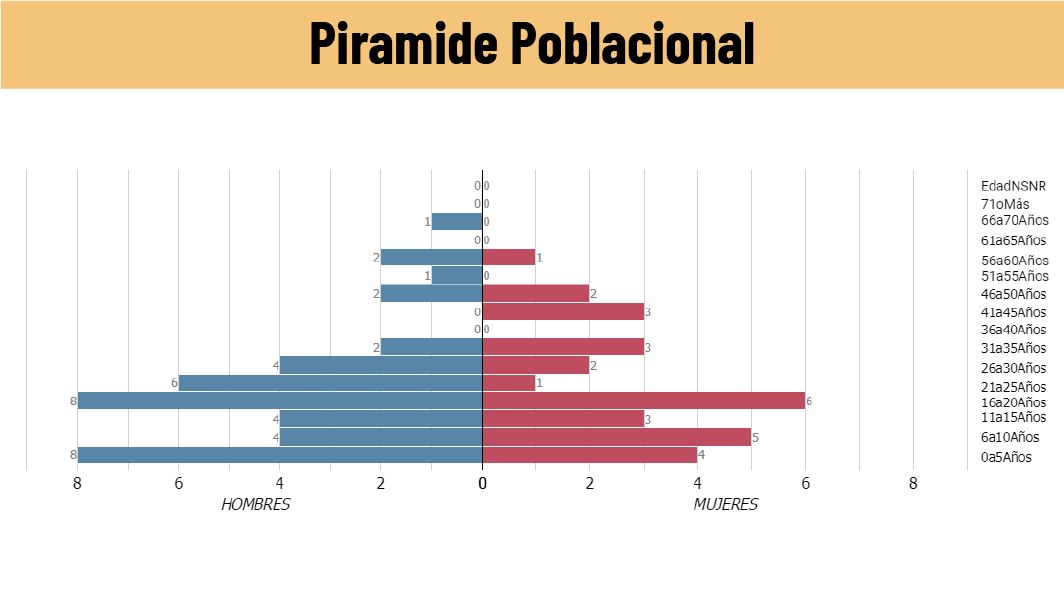 Piramide Poblacional
0 0 EdadNSNR
0 0 71oMás
1 0 66a70Años
0 0 61a65Años
2 1 56a60Años
1 0 51a55Años
2 2 46a50Años
0 3 41a45Años
0 0 36a40Años
2 3 31a35Años
4 2 26a30Años
6 1 21a25Años
8 6 16a20Años
4 3 11a15Años
4 5 6a10Años
8 4 0a5Años
8 6 4 2 0 2 4 6 8
HOMBRES MUJERES